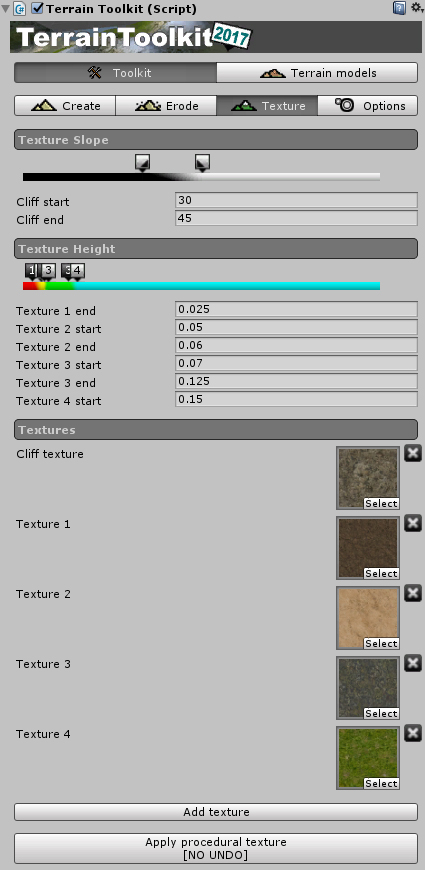 Terrain Toolkit (Script)
TerrainToolkit 2017
Toolkit Terrain models
Create Erode Texture Options
Texture Slope
Cliff start 30
Cliff end 45
Texture Height
1 3 3 4
Texture 1 end 0.025
Texture 2 start 0.05
Texture 2 end 0.06
Texture 3 start 0.07
Texture 3 end 0.125
Texture 4 start 0.15
Textures
Cliff texture
Select
Texture 1
Select
Texture 2
Select
Texture 3
Select
Texture 4
Select
Add texture
Apply procedural texture
[NO UNDO]